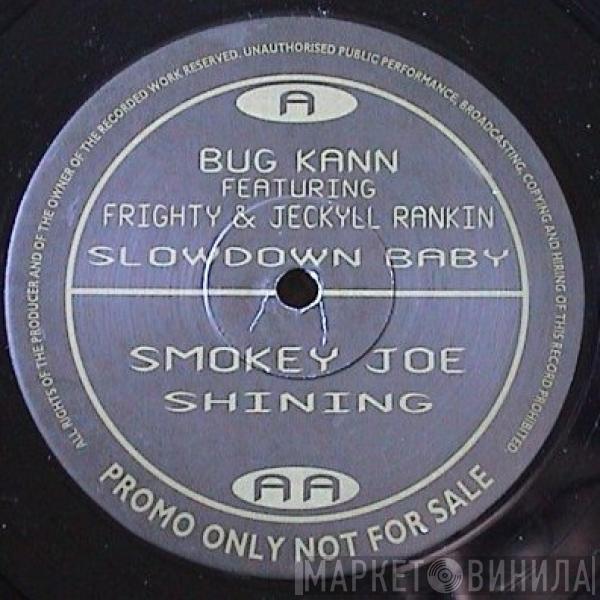 ALL RIGHTS OF THE PRODUCER AND OF THE OWNER OF THE RECORDED WORK RESERVED. UNAUTHORISED PUBLIC PERFORMANCE, BROADCASTING, COPYING AND HIRING OF THIS RECORD PROHIBITED.
A
BUG KANN
FEATURING
FRIGHTY & JECKYLL RANKIN
SLOWDOWN BABY
SMOKEY JOE
SHINING
AA
PROMO ONLY NOT FOR SALE
МАРКЕТ ВИНИЛА